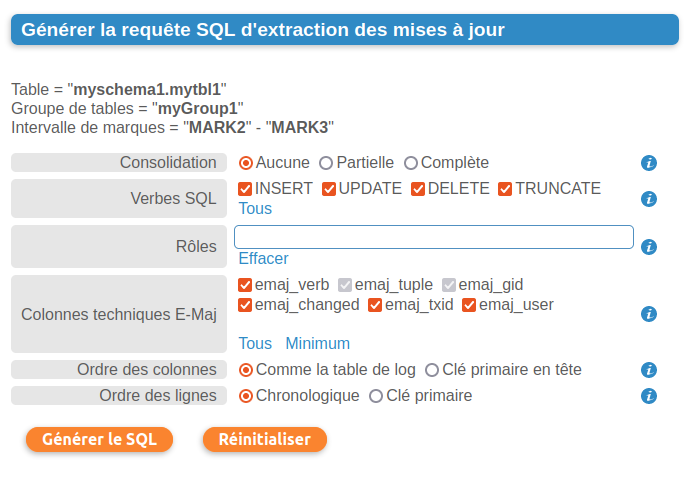 Générer la requête SQL d'extraction des mises à jour
Table = "myschema1.mytbl1"
Groupe de tables = "myGroup1"
Intervalle de marques = "MARK2" - "MARK3"
Consolidation Aucune Partielle Complète
Verbes SQL INSERT UPDATE DELETE TRUNCATE
Tous
Rôles
Effacer
Colonnes techniques E-Maj emaj_verb emaj_tuple emaj_gid
emaj_changed emaj_txid emaj_user
Tous Minimum
Ordre des colonnes Comme la table de log Clé primaire en tête
Ordre des lignes Chronologique Clé primaire
Générer le SQL Réinitialiser